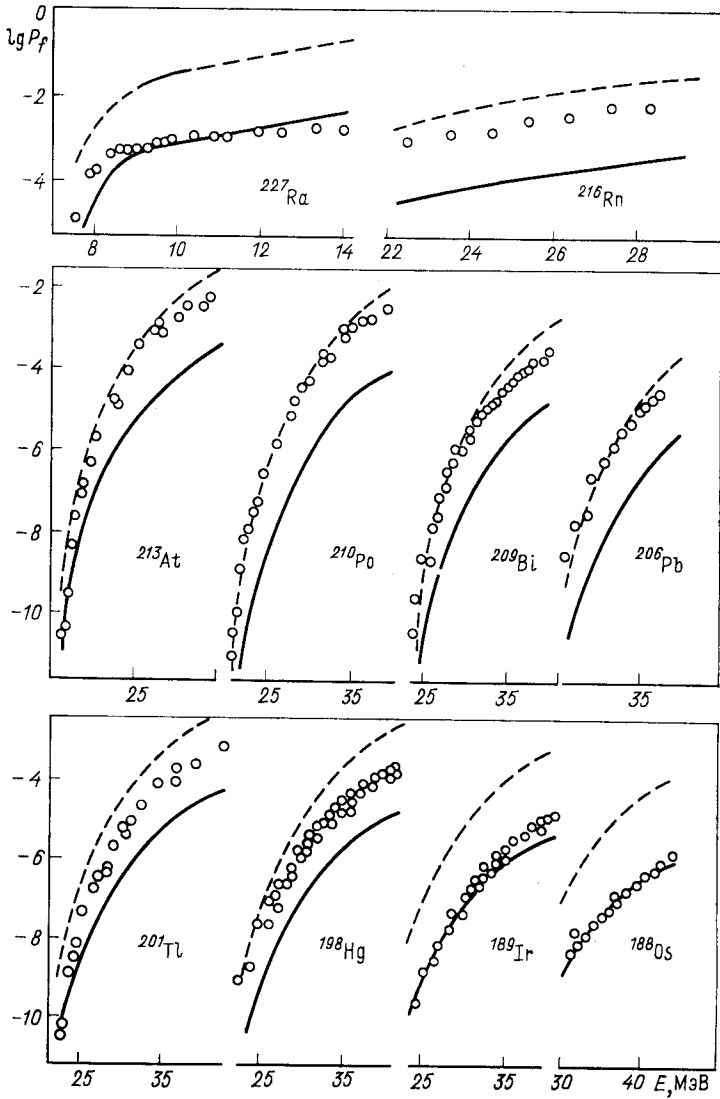 0
lg P_f
-2
-4
²²⁷Ra
²¹⁶Rn
8 10 12 14 22 24 26 28
-2
-4
-6
-8
-10
²¹³At
²¹⁰Po
²⁰⁹Bi
²⁰⁶Pb
25 25 35 25 35 35
-4
-6
-8
-10
²⁰¹Tl
¹⁹⁸Hg
¹⁸⁹Ir
¹⁸⁸Os
25 35 25 35 25 35 30 40 E, МэВ